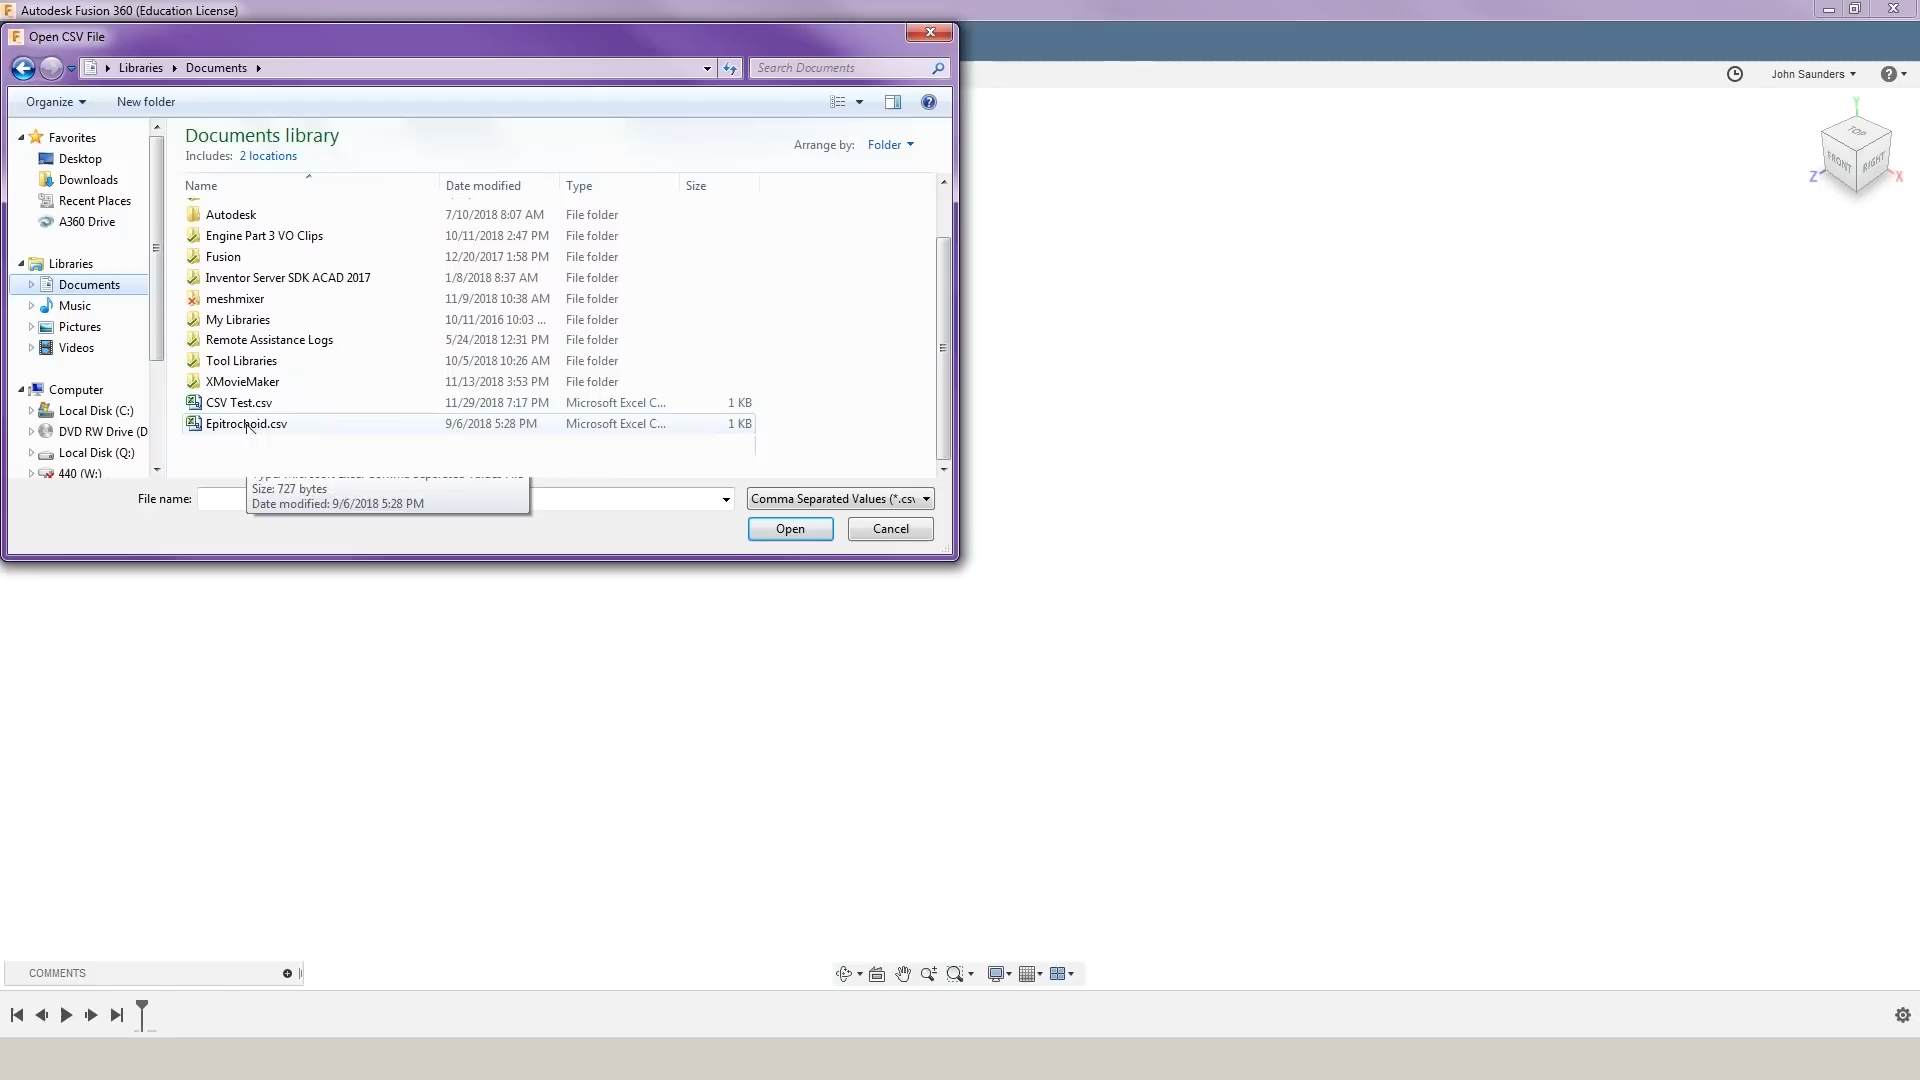 Autodesk Fusion 360 (Education License)
Open CSV File
Libraries Documents
Search Documents
Organize New folder
John Saunders
Favorites
Desktop
Downloads
Recent Places
A360 Drive
Libraries
Documents
Music
Pictures
Videos
Computer
Local Disk (C:)
DVD RW Drive (D
Local Disk (Q:)
440 (W:)
Documents library
Includes: 2 locations
Arrange by: Folder
Name Date modified Type Size
Autodesk 7/10/2018 8:07 AM File folder
Engine Part 3 VO Clips 10/11/2018 2:47 PM File folder
Fusion 12/20/2017 1:58 PM File folder
Inventor Server SDK ACAD 2017 1/8/2018 8:37 AM File folder
meshmixer 11/9/2018 10:38 AM File folder
My Libraries 10/11/2016 10:03 ... File folder
Remote Assistance Logs 5/24/2018 12:31 PM File folder
Tool Libraries 10/5/2018 10:26 AM File folder
XMovieMaker 11/13/2018 3:53 PM File folder
CSV Test.csv 11/29/2018 7:17 PM Microsoft Excel C... 1 KB
Epitrochoid.csv 9/6/2018 5:28 PM Microsoft Excel C... 1 KB
Size: 727 bytes
Date modified: 9/6/2018 5:28 PM
File name:
Comma Separated Values (*.csv
Open Cancel
Y
TOP
FRONT RIGHT
Z X
COMMENTS